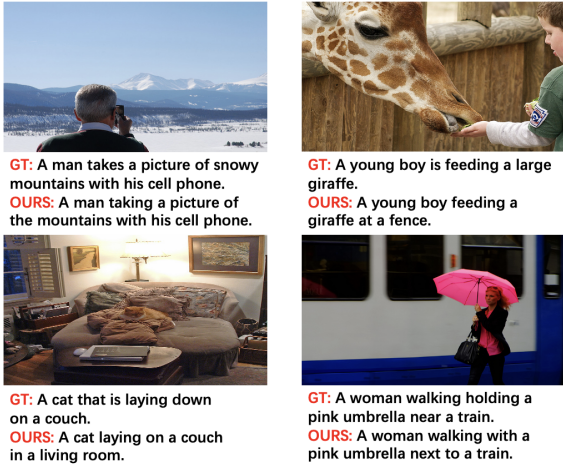 GT: A man takes a picture of snowy
mountains with his cell phone.
OURS: A man taking a picture of
the mountains with his cell phone.
GT: A young boy is feeding a large
giraffe.
OURS: A young boy feeding a
giraffe at a fence.
GT: A cat that is laying down
on a couch.
OURS: A cat laying on a couch
in a living room.
GT: A woman walking holding a
pink umbrella near a train.
OURS: A woman walking with a
pink umbrella next to a train.